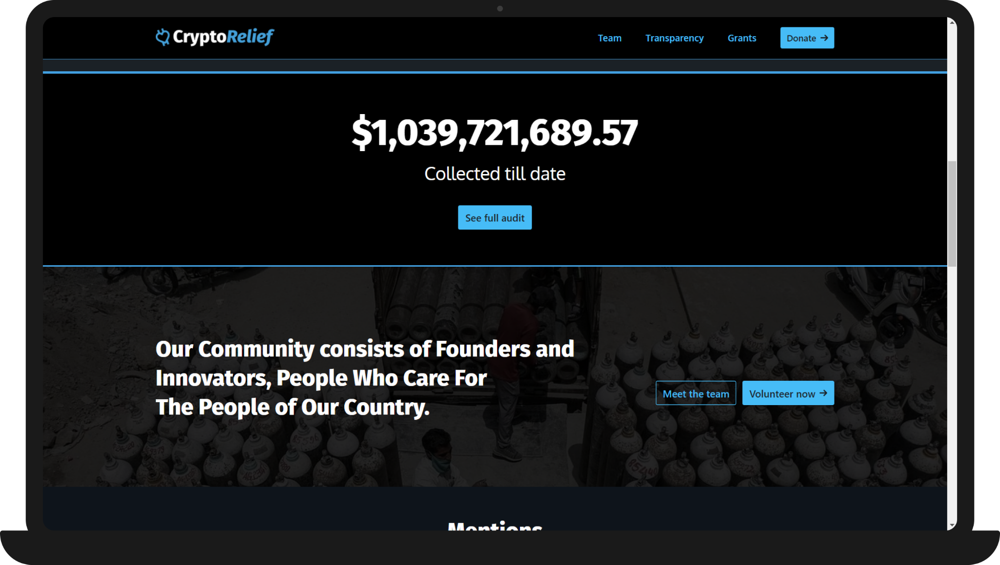 CryptoRelief
Team
Transparency
Grants
Donate →
$1,039,721,689.57
Collected till date
See full audit
Our Community consists of Founders and
Innovators, People Who Care For
The People of Our Country.
Meet the team
Volunteer now →
Mentions